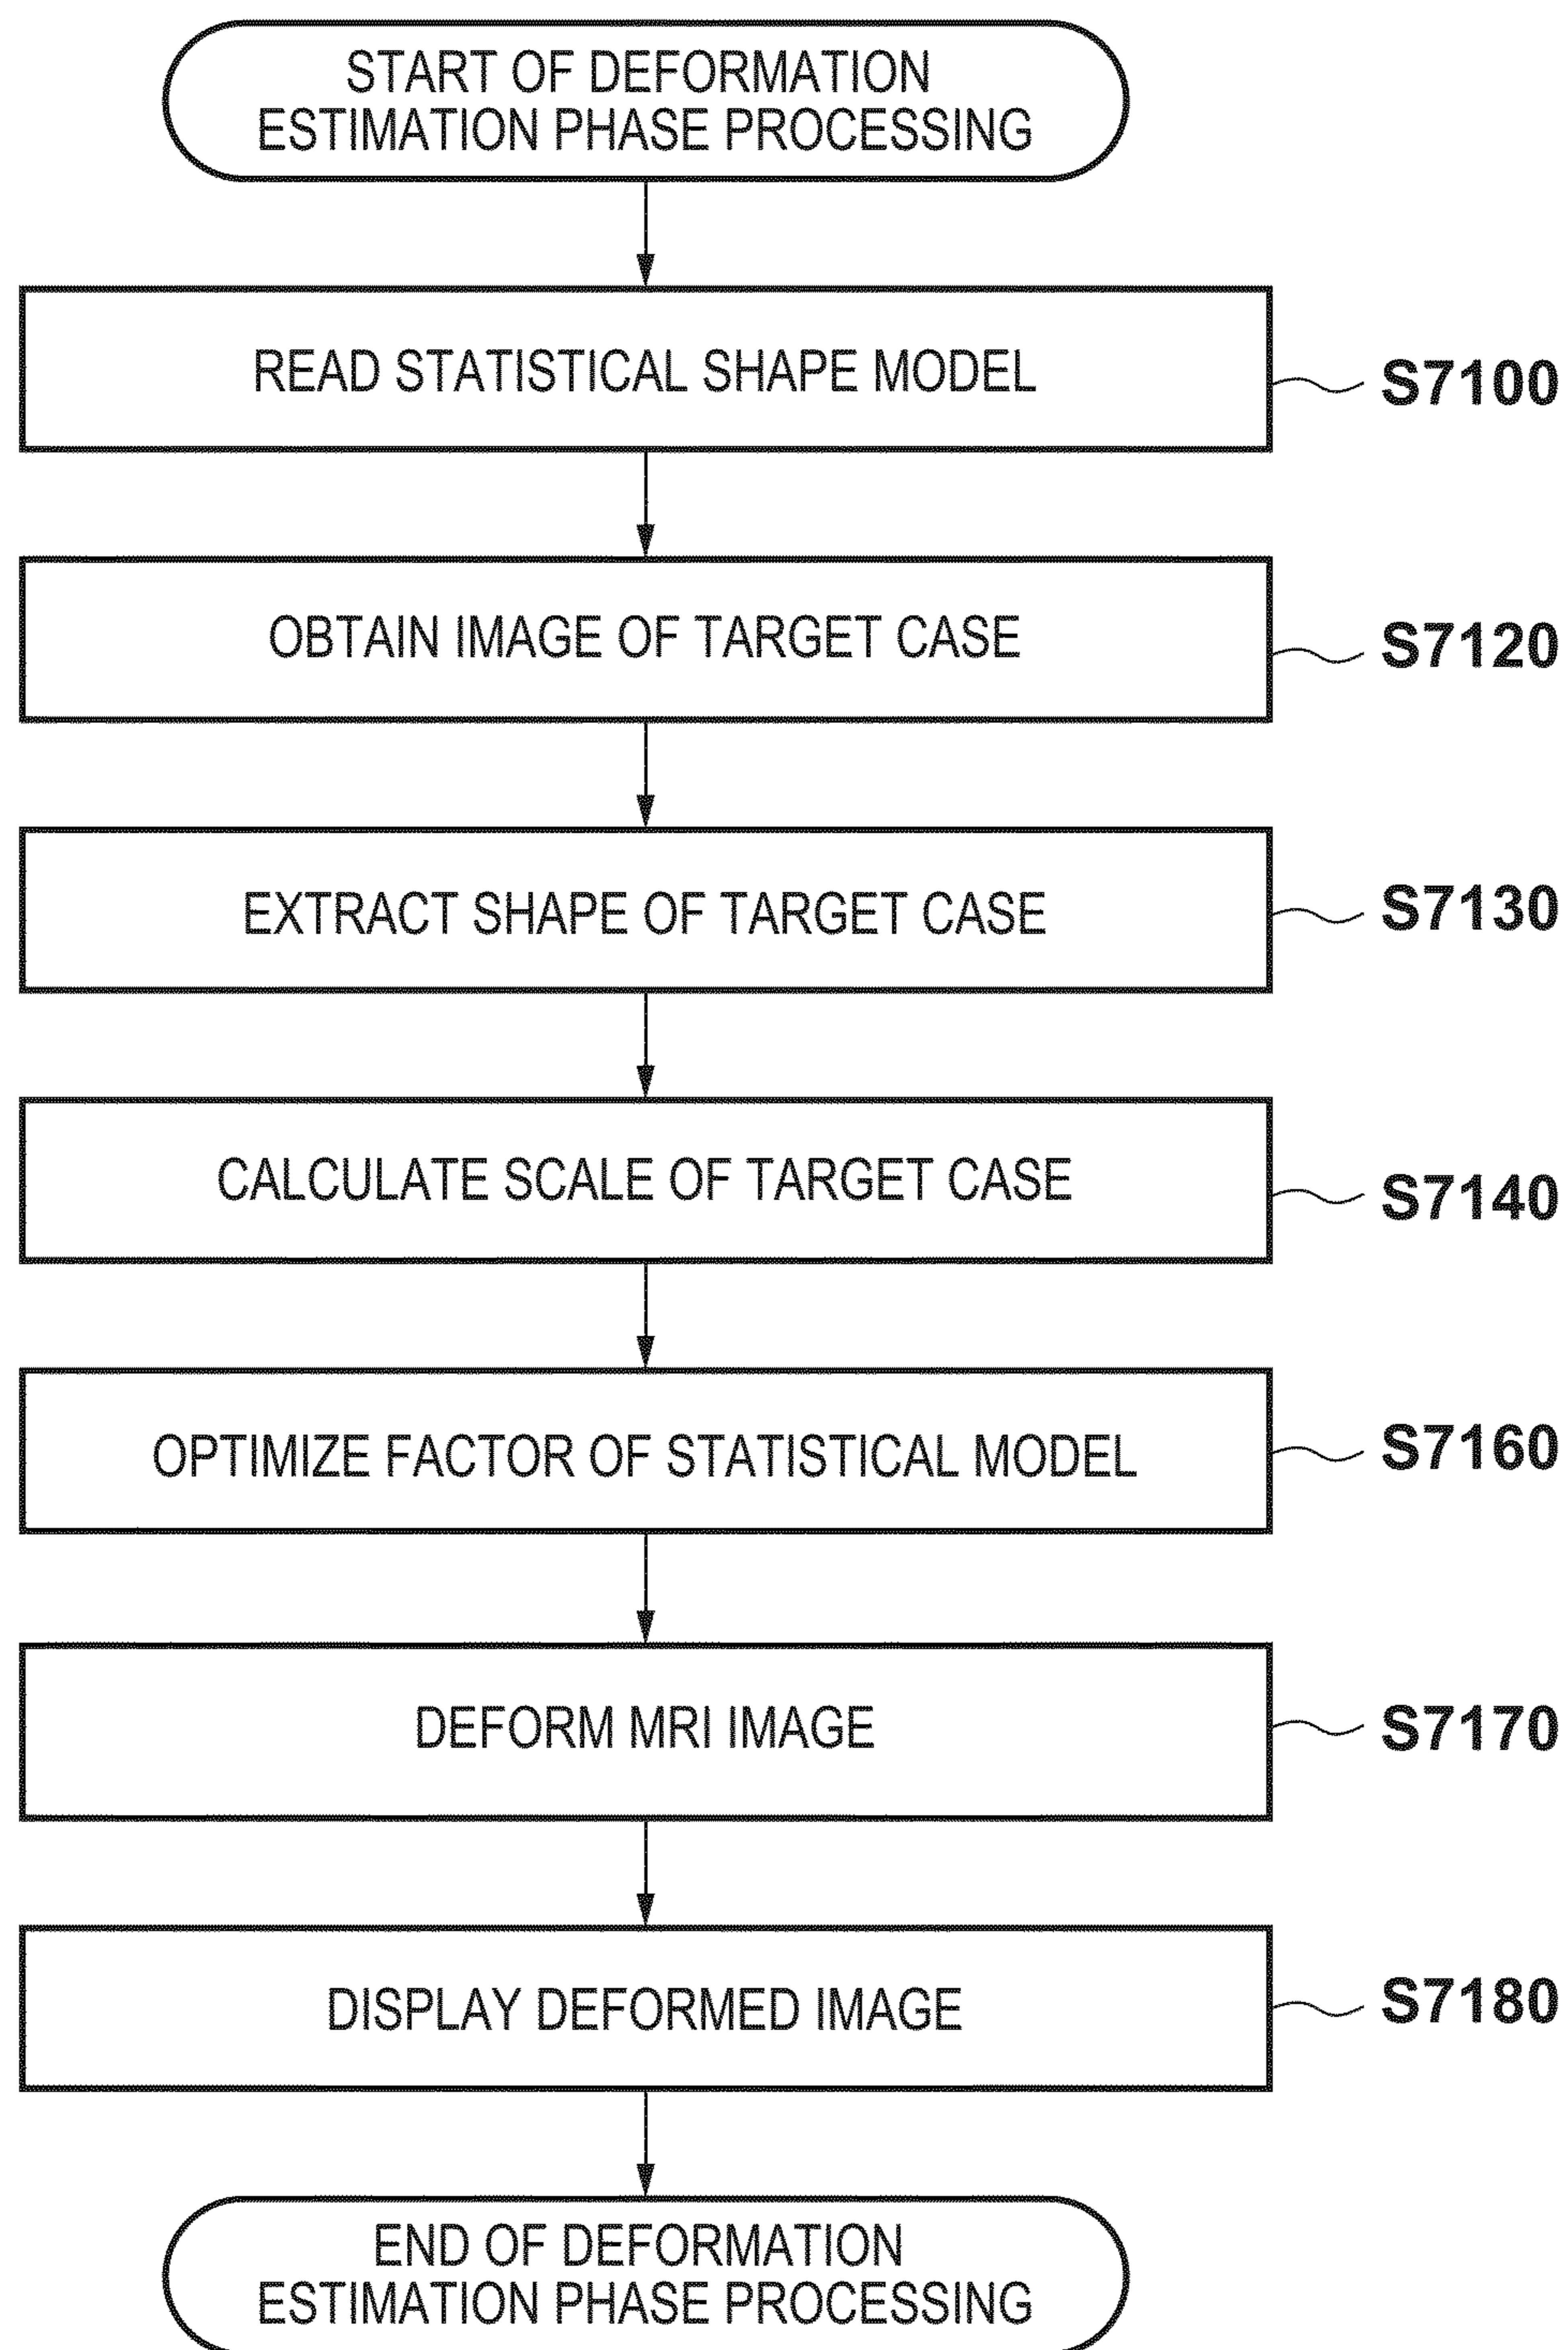 START OF DEFORMATION
ESTIMATION PHASE PROCESSING
READ STATISTICAL SHAPE MODEL
S7100
OBTAIN IMAGE OF TARGET CASE
S7120
EXTRACT SHAPE OF TARGET CASE
S7130
CALCULATE SCALE OF TARGET CASE
S7140
OPTIMIZE FACTOR OF STATISTICAL MODEL
S7160
DEFORM MRI IMAGE
S7170
DISPLAY DEFORMED IMAGE
S7180
END OF DEFORMATION
ESTIMATION PHASE PROCESSING